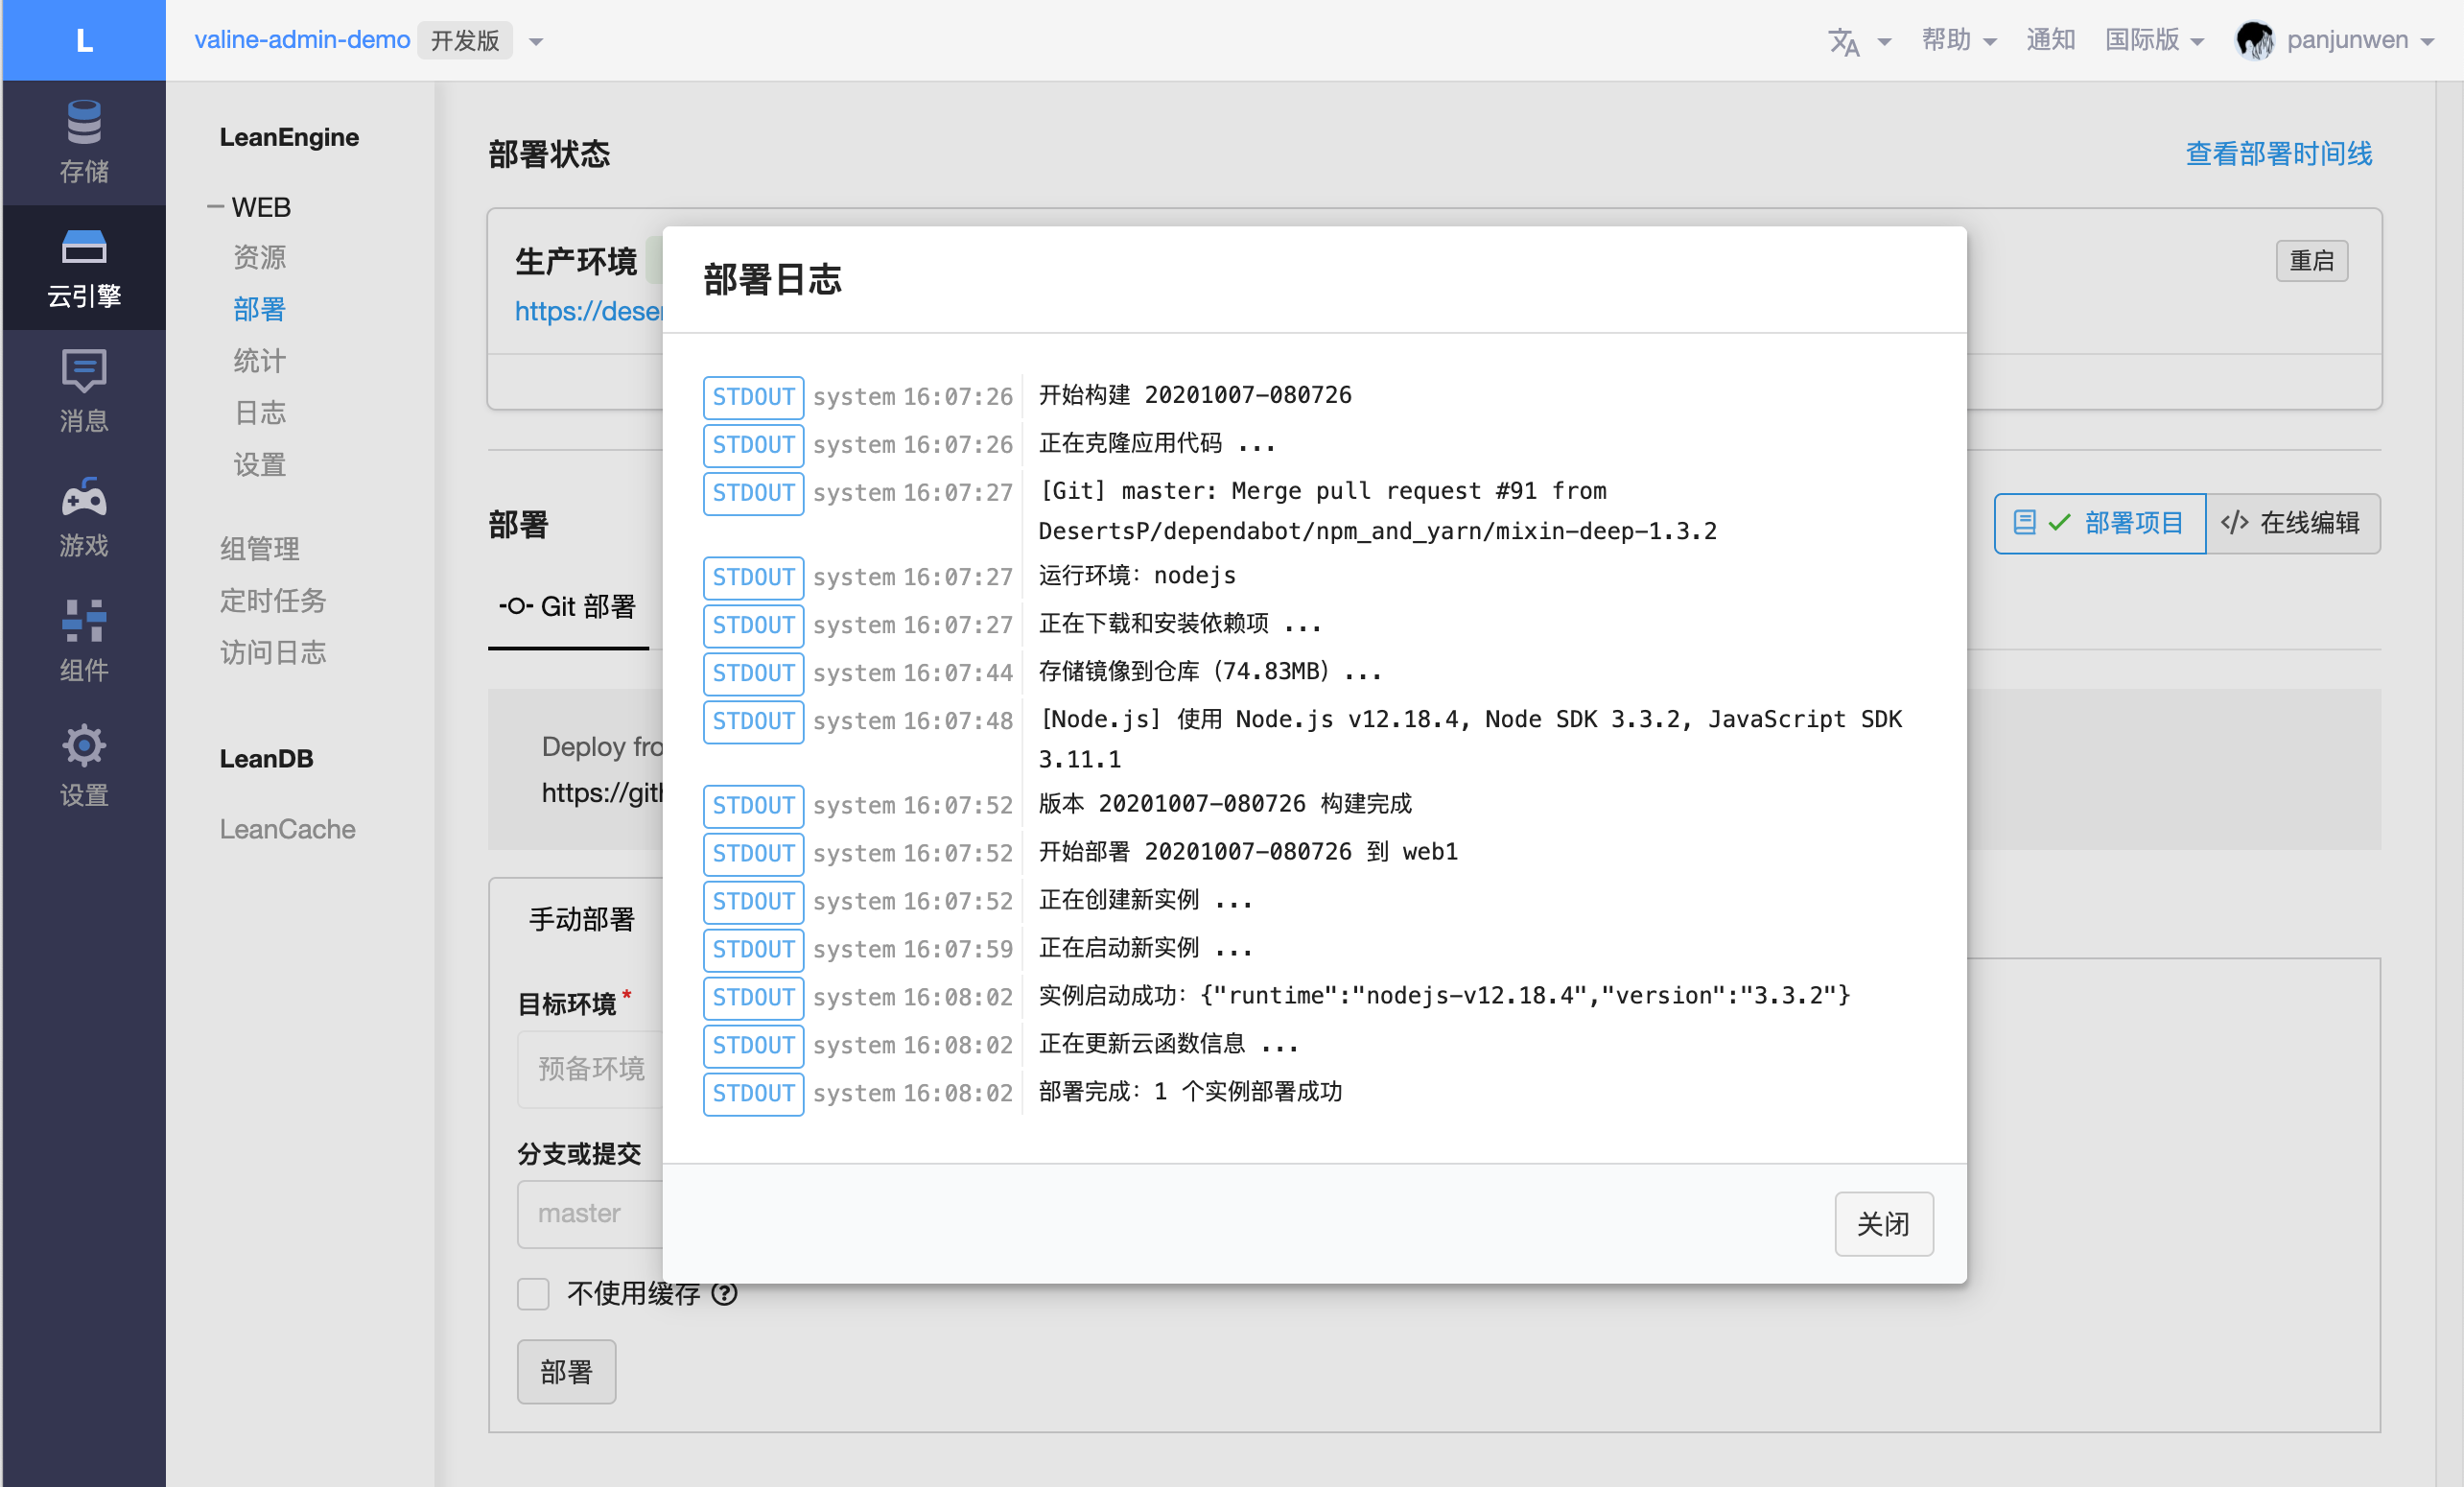 L
valine-admin-demo 开发版
文A 帮助 通知 国际版 panjunwen
存储
云引擎
消息
游戏
组件
设置
LeanEngine
WEB
资源
部署
统计
日志
设置
组管理
定时任务
访问日志
LeanDB
LeanCache
部署状态
查看部署时间线
生产环境
重启
https://deser
部署
部署项目
</> 在线编辑
Git 部署
Deploy fro
https://gith
手动部署
目标环境 *
预备环境
分支或提交
master
不使用缓存 ?
部署
部署日志
STDOUT system 16:07:26 开始构建 20201007-080726
STDOUT system 16:07:26 正在克隆应用代码 ...
STDOUT system 16:07:27 [Git] master: Merge pull request #91 from
DesertsP/dependabot/npm_and_yarn/mixin-deep-1.3.2
STDOUT system 16:07:27 运行环境：nodejs
STDOUT system 16:07:27 正在下载和安装依赖项 ...
STDOUT system 16:07:44 存储镜像到仓库（74.83MB）...
STDOUT system 16:07:48 [Node.js] 使用 Node.js v12.18.4, Node SDK 3.3.2, JavaScript SDK
3.11.1
STDOUT system 16:07:52 版本 20201007-080726 构建完成
STDOUT system 16:07:52 开始部署 20201007-080726 到 web1
STDOUT system 16:07:52 正在创建新实例 ...
STDOUT system 16:07:59 正在启动新实例 ...
STDOUT system 16:08:02 实例启动成功：{"runtime":"nodejs-v12.18.4","version":"3.3.2"}
STDOUT system 16:08:02 正在更新云函数信息 ...
STDOUT system 16:08:02 部署完成：1 个实例部署成功
关闭